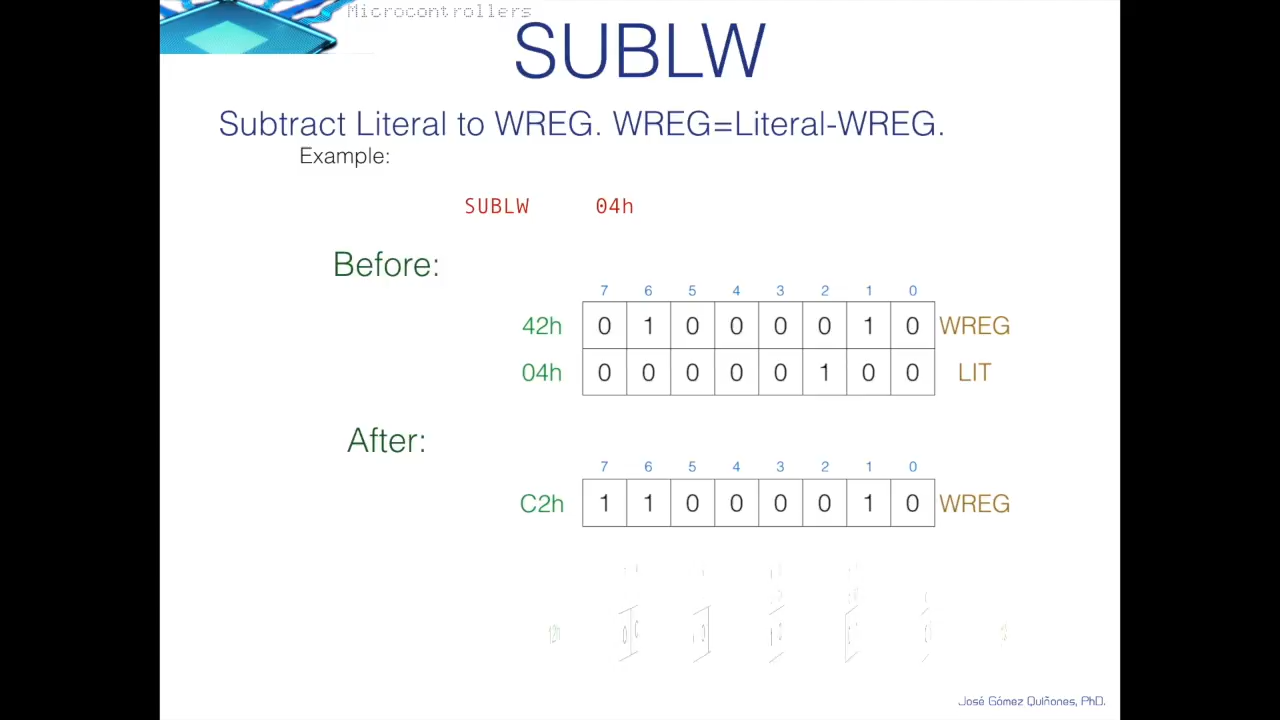 Microcontrollers
SUBLW
Subtract Literal to WREG. WREG=Literal-WREG.
Example:
SUBLW 04h
Before:
7 6 5 4 3 2 1 0
42h 0 1 0 0 0 0 1 0 WREG
04h 0 0 0 0 0 1 0 0 LIT
After:
7 6 5 4 3 2 1 0
C2h 1 1 0 0 0 0 1 0 WREG
José Gómez Quiñones, PhD.